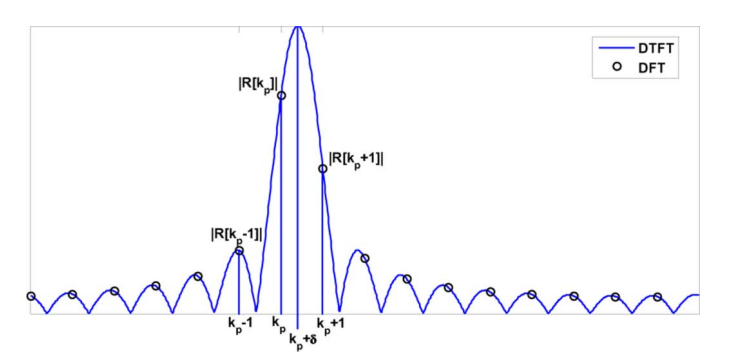 DTFT
DFT
|R[kp]|
|R[kp+1]|
|R[kp-1]|
kp-1
kp
kp+1
kp+δ